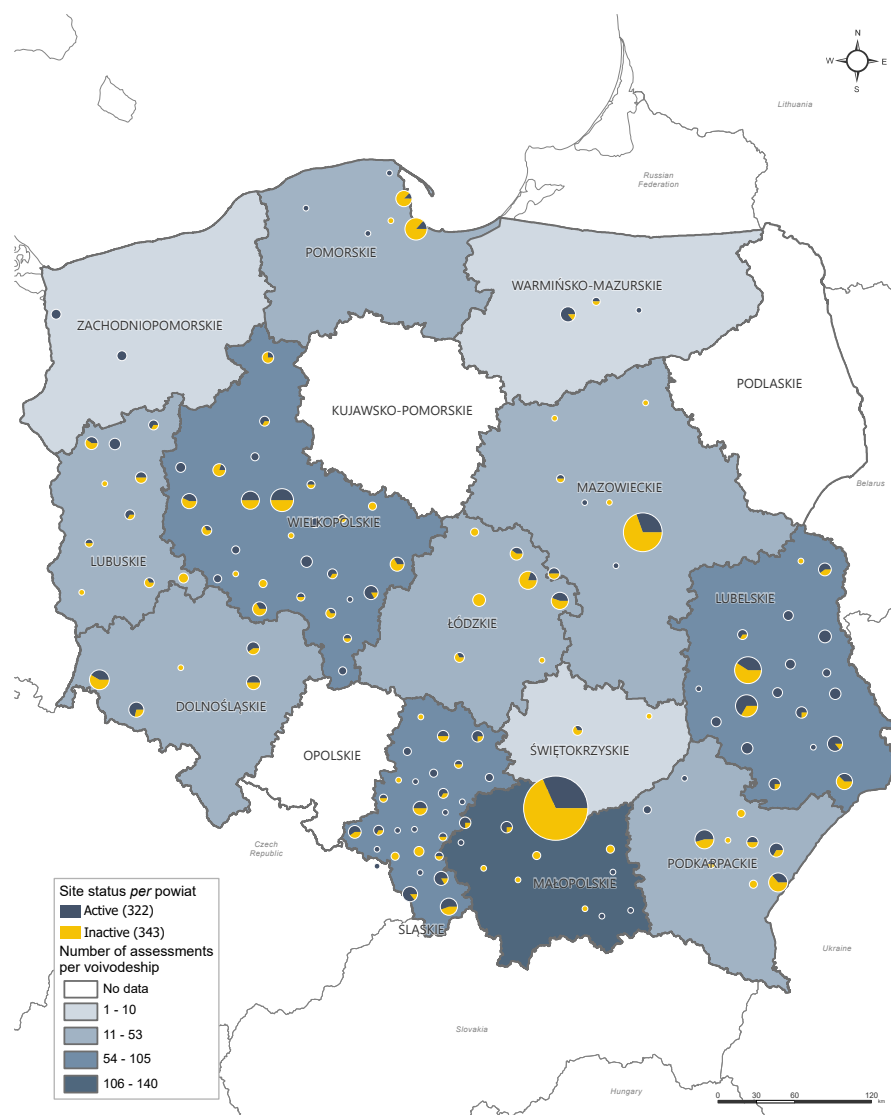 N
W E
S
Lithuania
Russian
Federation
POMORSKIE
WARMIŃSKO-MAZURSKIE
ZACHODNIOPOMORSKIE
PODLASKIE
KUJAWSKO-POMORSKIE
Belarus
MAZOWIECKIE
WIELKOPOLSKIE
LUBUSKIE
LUBELSKIE
ŁÓDZKIE
DOLNOŚLĄSKIE
OPOLSKIE
ŚWIĘTOKRZYSKIE
Czech
Republic
PODKARPACKIE
MAŁOPOLSKIE
ŚLĄSKIE
Ukraine
Site status per powiat
Active (322)
Inactive (343)
Number of assessments
per voivodeship
No data
1 - 10
11 - 53
54 - 105
106 - 140
Slovakia
Hungary
0 30 60 120
km